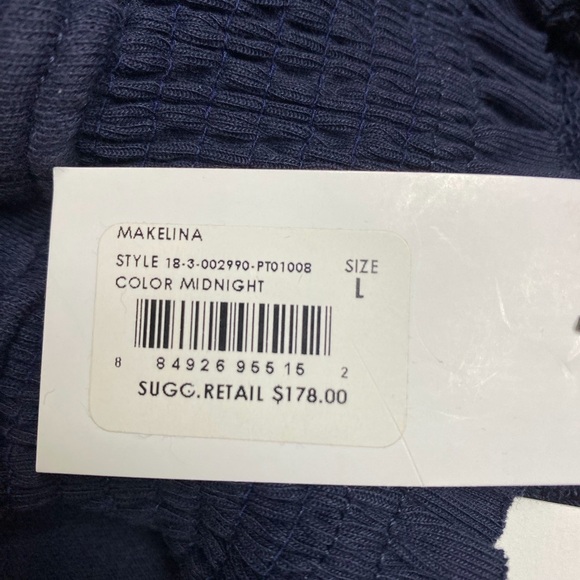 MAKELINA
STYLE 18-3-002990-PT01008
COLOR MIDNIGHT
SIZE
L
8 84926 95515 2
SUGG.RETAIL $178.00